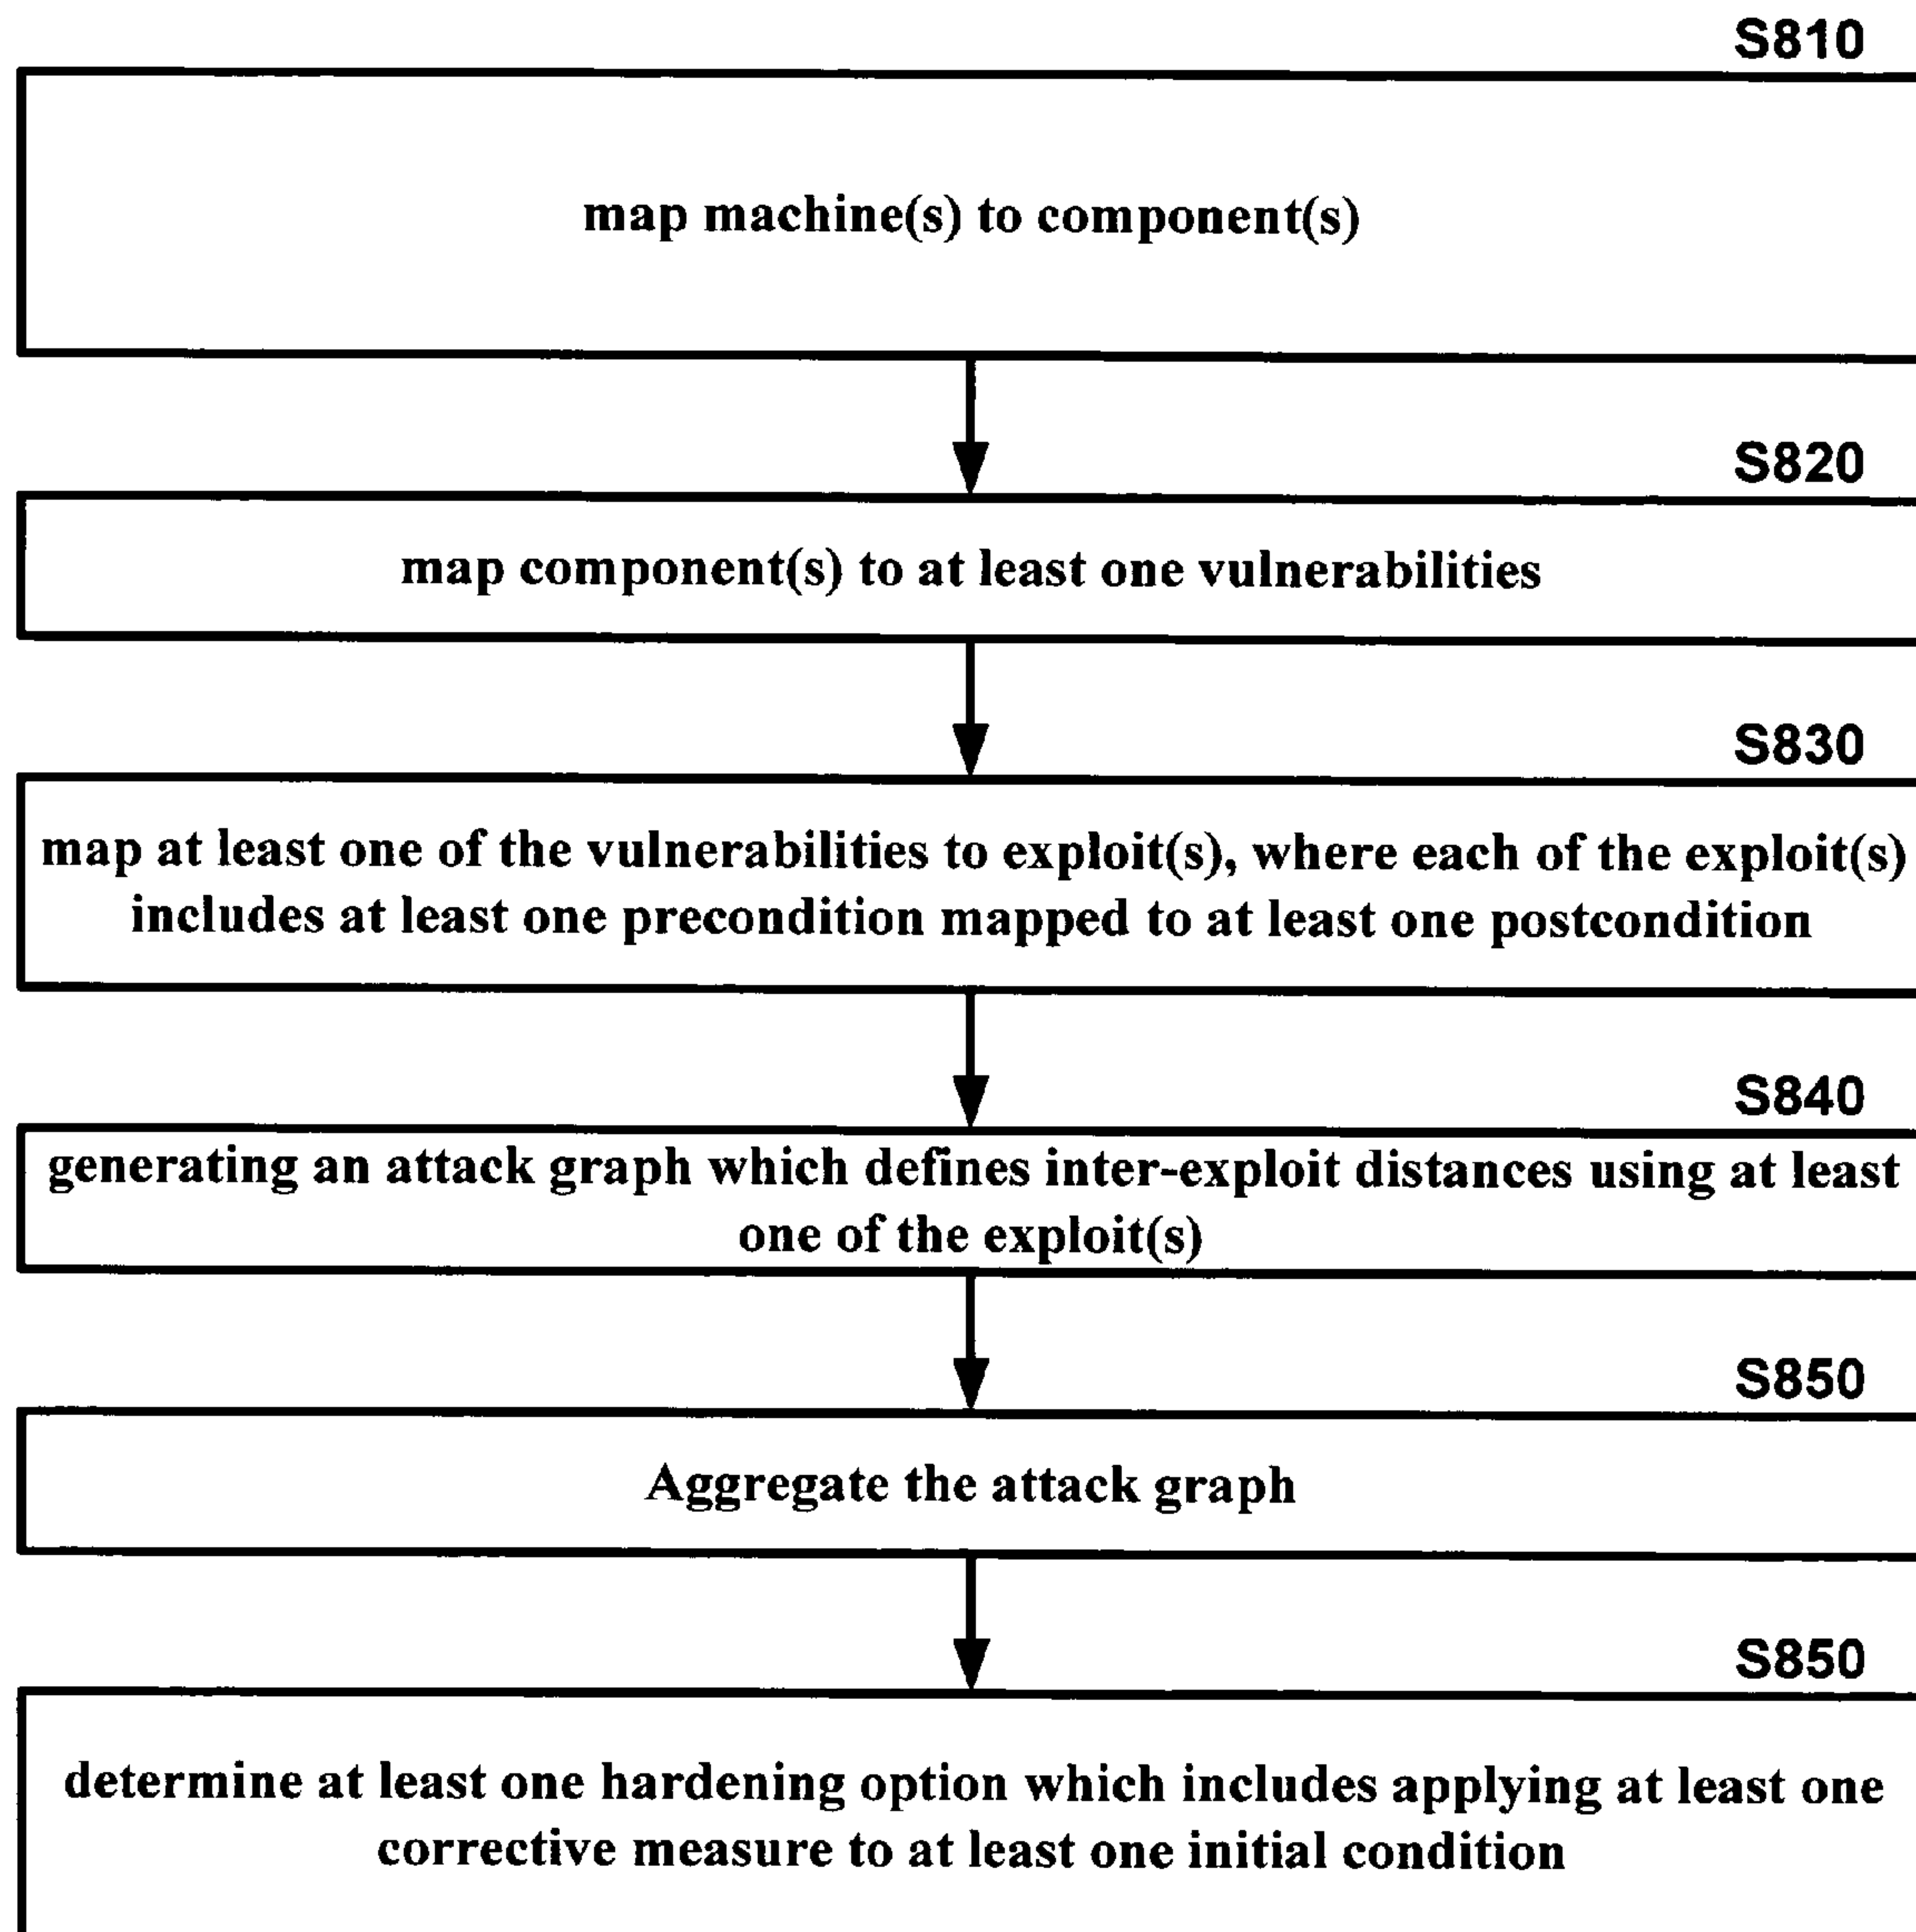 S810
map machine(s) to component(s)
S820
map component(s) to at least one vulnerabilities
S830
map at least one of the vulnerabilities to exploit(s), where each of the exploit(s)
includes at least one precondition mapped to at least one postcondition
S840
generating an attack graph which defines inter-exploit distances using at least
one of the exploit(s)
S850
Aggregate the attack graph
S850
determine at least one hardening option which includes applying at least one
corrective measure to at least one initial condition